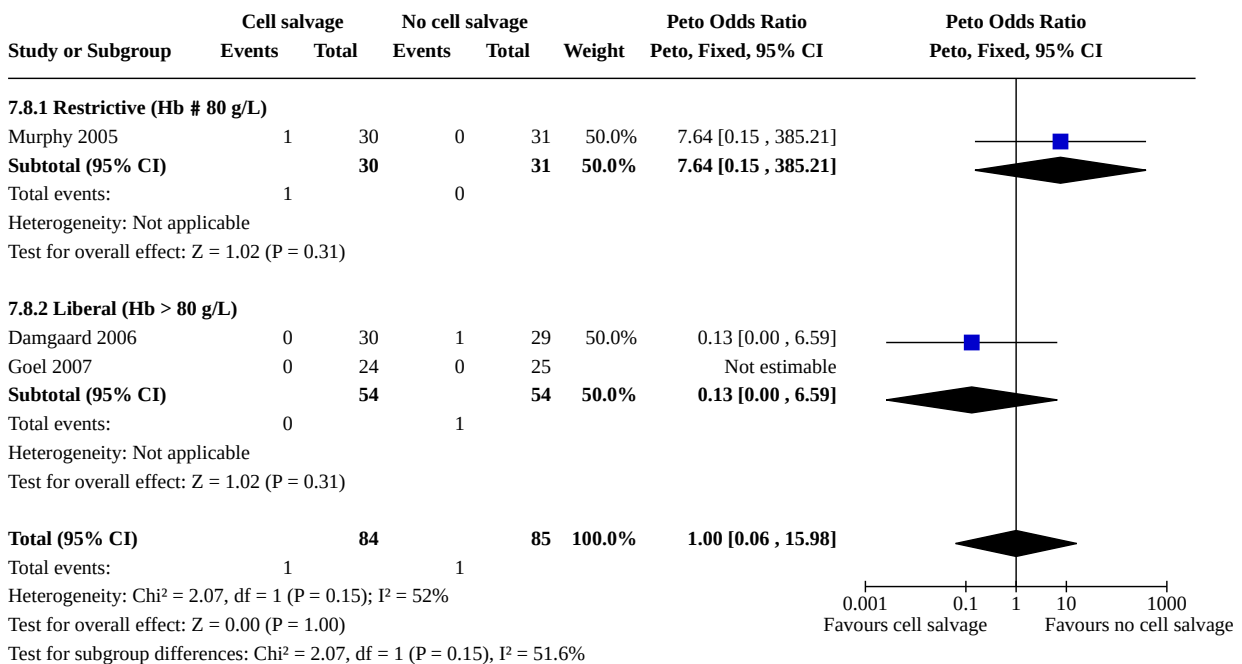 Cell salvage No cell salvage Peto Odds Ratio Peto Odds Ratio
Study or Subgroup Events Total Events Total Weight Peto, Fixed, 95% CI Peto, Fixed, 95% CI
7.8.1 Restrictive (Hb # 80 g/L)
Murphy 2005 1 30 0 31 50.0% 7.64 [0.15 , 385.21]
Subtotal (95% CI) 30 31 50.0% 7.64 [0.15 , 385.21]
Total events: 1 0
Heterogeneity: Not applicable
Test for overall effect: Z = 1.02 (P = 0.31)
7.8.2 Liberal (Hb > 80 g/L)
Damgaard 2006 0 30 1 29 50.0% 0.13 [0.00 , 6.59]
Goel 2007 0 24 0 25 Not estimable
Subtotal (95% CI) 54 54 50.0% 0.13 [0.00 , 6.59]
Total events: 0 1
Heterogeneity: Not applicable
Test for overall effect: Z = 1.02 (P = 0.31)
Total (95% CI) 84 85 100.0% 1.00 [0.06 , 15.98]
Total events: 1 1
Heterogeneity: Chi² = 2.07, df = 1 (P = 0.15); I² = 52%
Test for overall effect: Z = 0.00 (P = 1.00)
Test for subgroup differences: Chi² = 2.07, df = 1 (P = 0.15), I² = 51.6%
0.001 0.1 1 10 1000
Favours cell salvage Favours no cell salvage